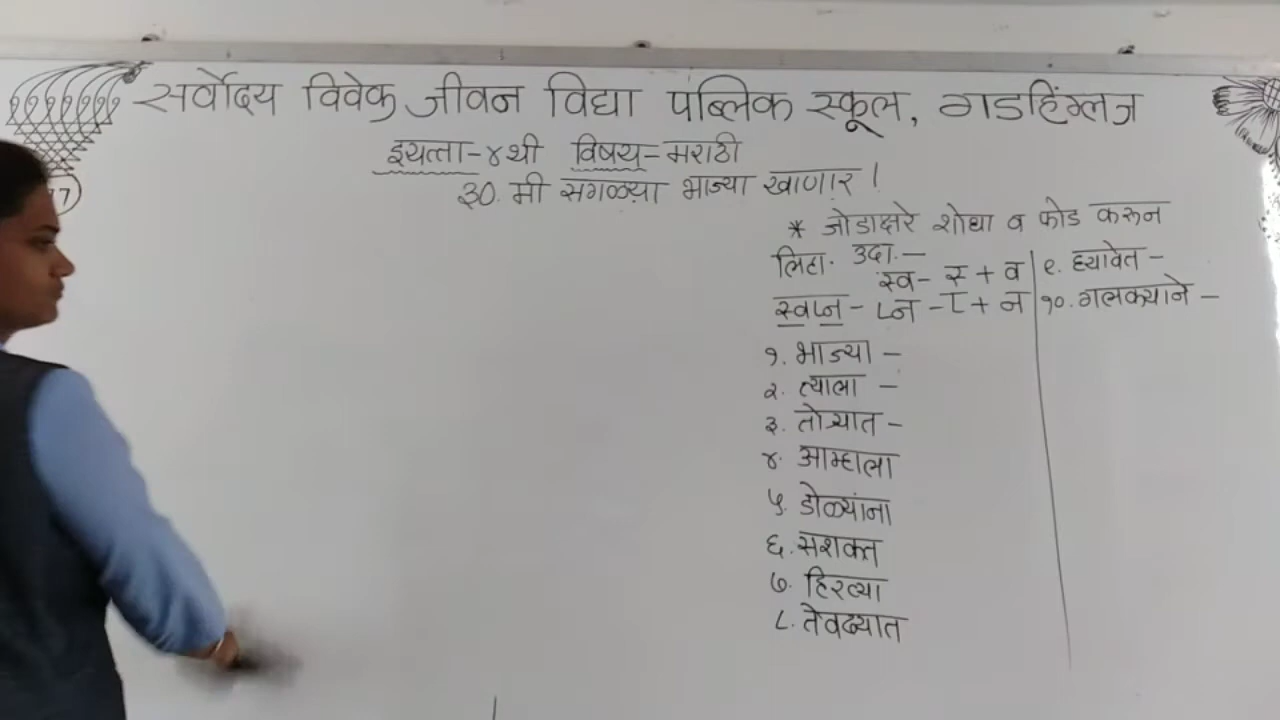 सर्वोदय विवेक जीवन विद्या पब्लिक स्कूल, गडहिंग्लज
इयत्ता-४थी विषय-मराठी
३०. मी सगळ्या भाज्या खाणार!
* जोडाक्षरे शोधा व फोड करून
लिहा. उदा.-
स्व- स् + व
स्वप्न - प्न - प् + न
१. भाज्या -
२. त्याला -
३. तोऱ्यात -
४. आम्हाला
५. डोळ्यांना
६. सशक्त
७. हिरव्या
८. तेवढ्यात
९. घ्यावेत -
१०. गलक्याने -